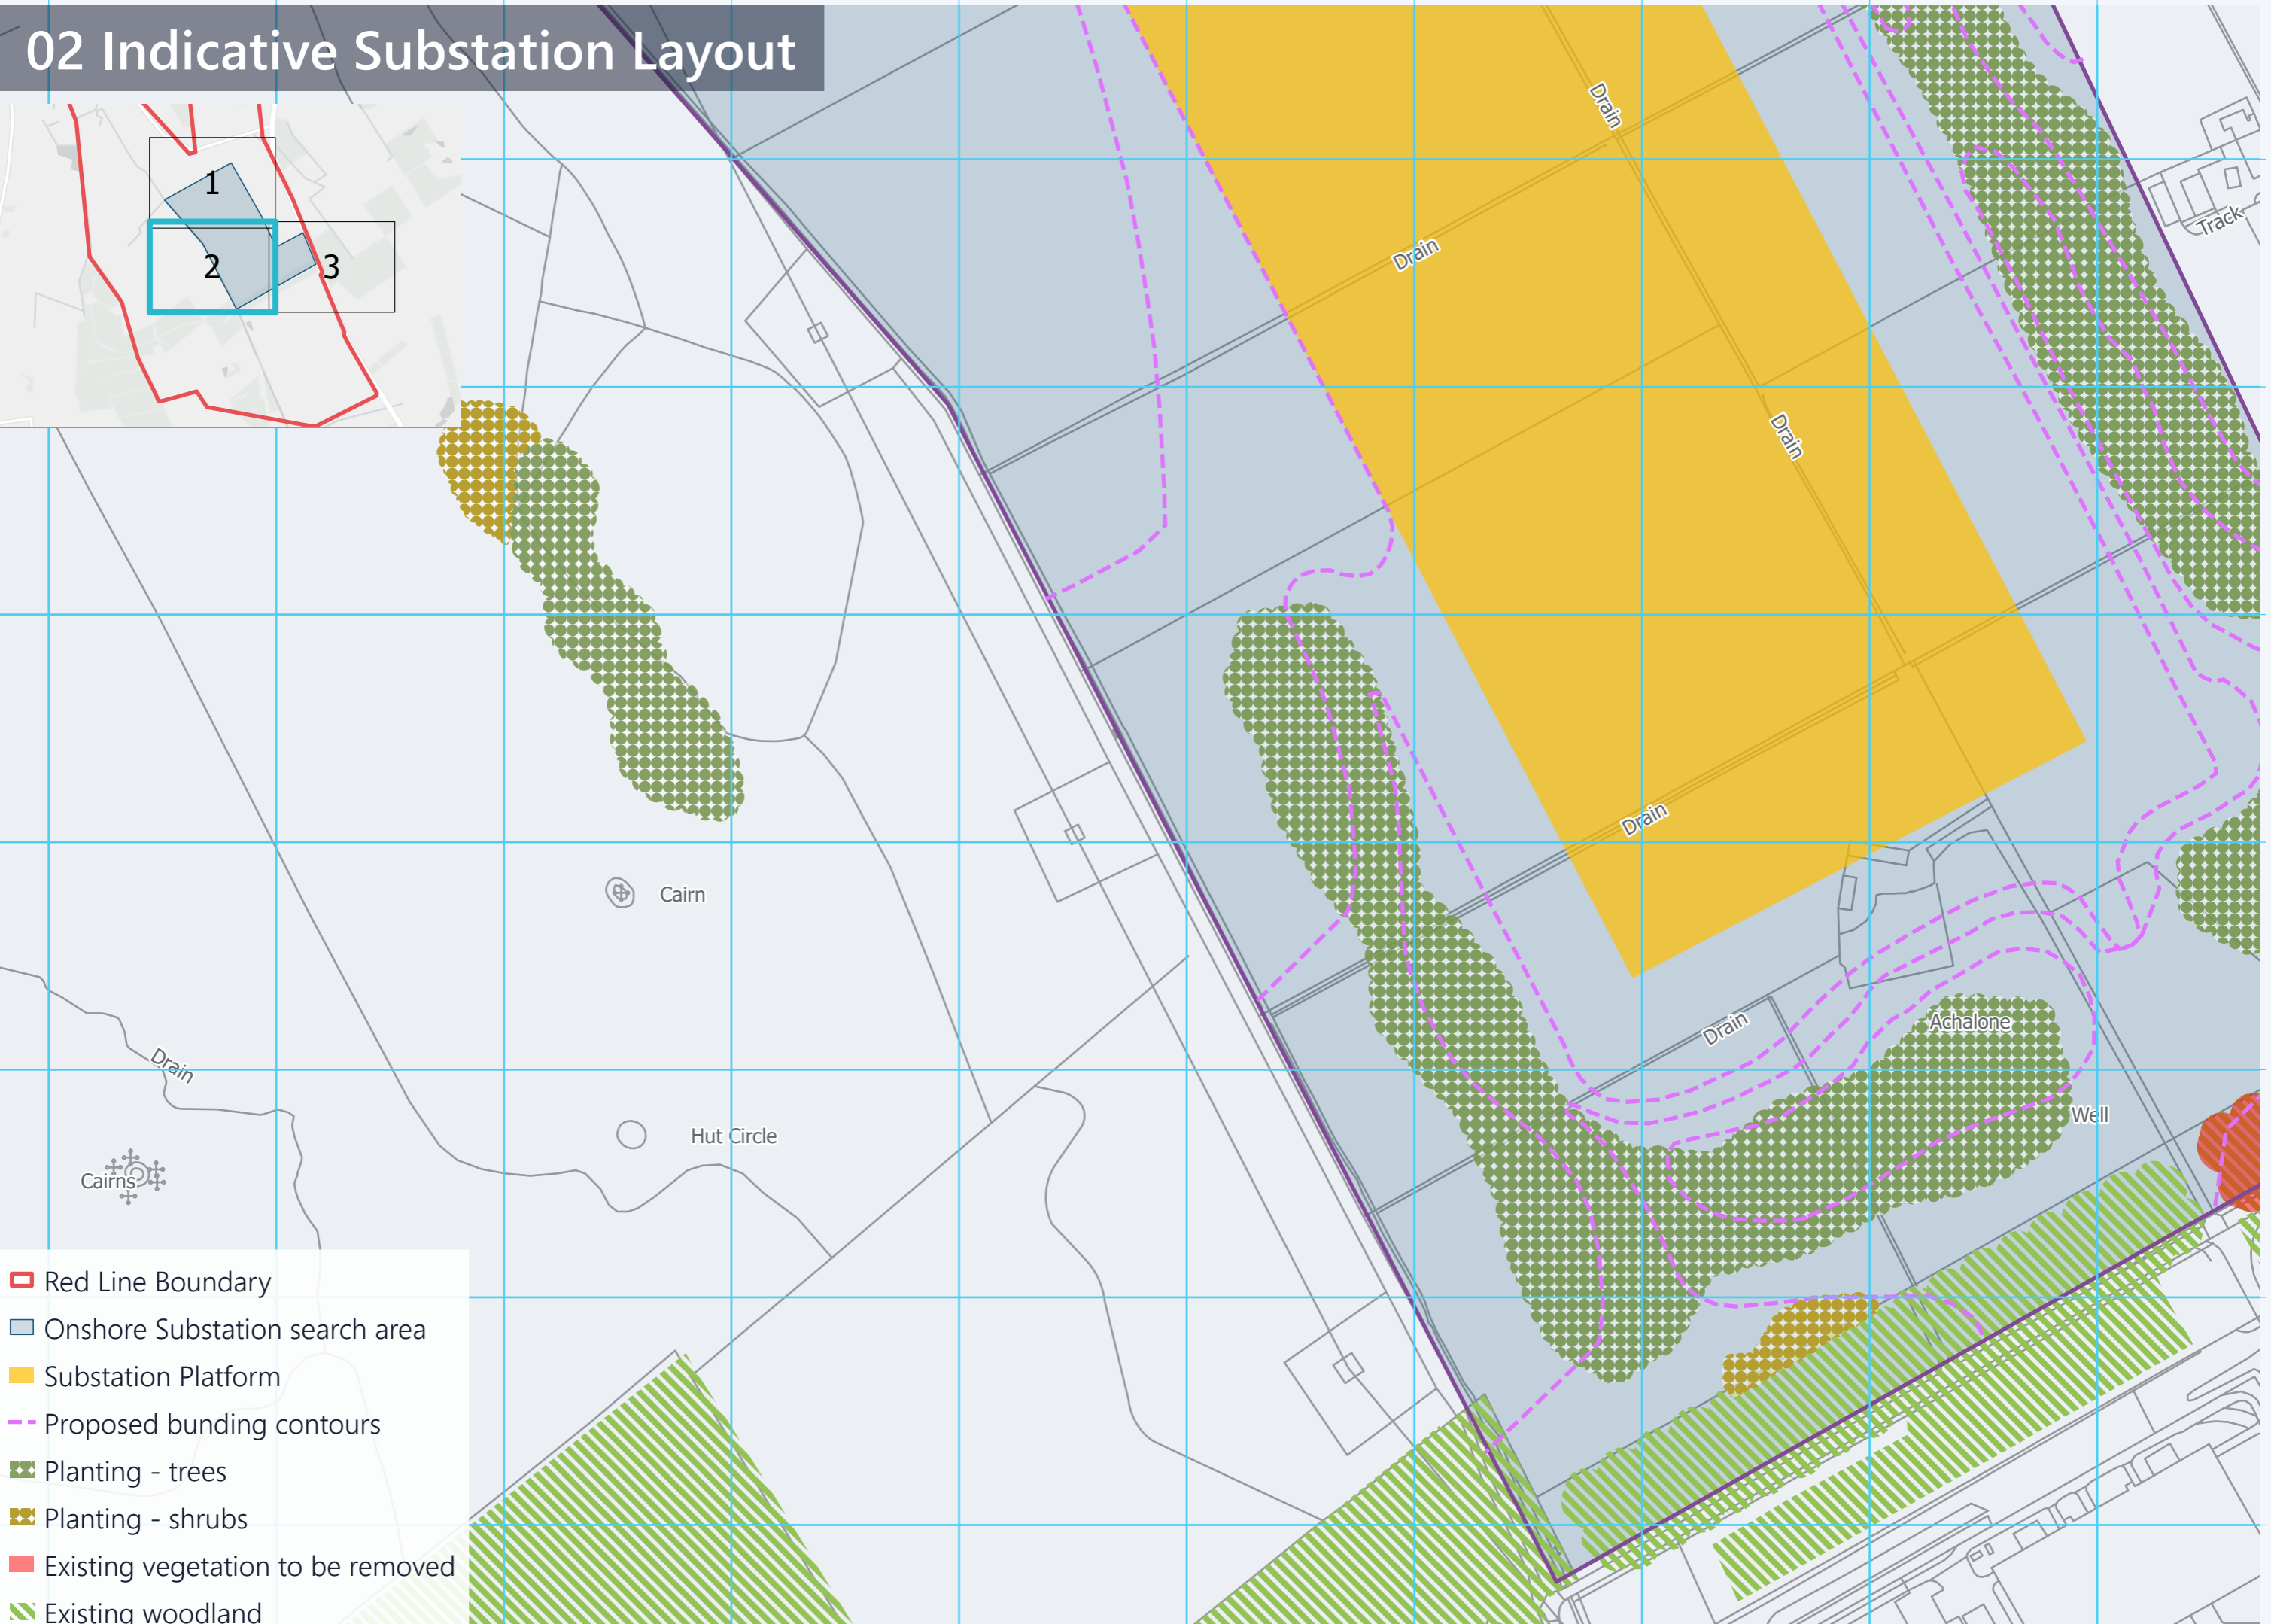 02 Indicative Substation Layout
1
2
3
Drain
Track
Drain
Drain
Drain
Cairn
Achalone
Drain
Drain
Well
Hut Circle
Cairns
Red Line Boundary
Onshore Substation search area
Substation Platform
Proposed bunding contours
Planting - trees
Planting - shrubs
Existing vegetation to be removed
Existing woodland